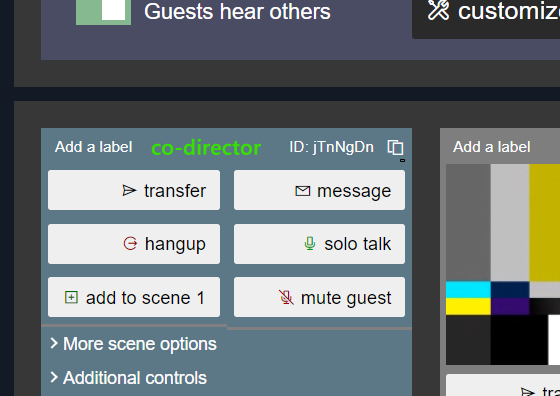 Guests hear others
customiz
Add a label co-director ID: jTnNgDn
Add a label
transfer
message
hangup
solo talk
add to scene 1
mute guest
More scene options
Additional controls
tra